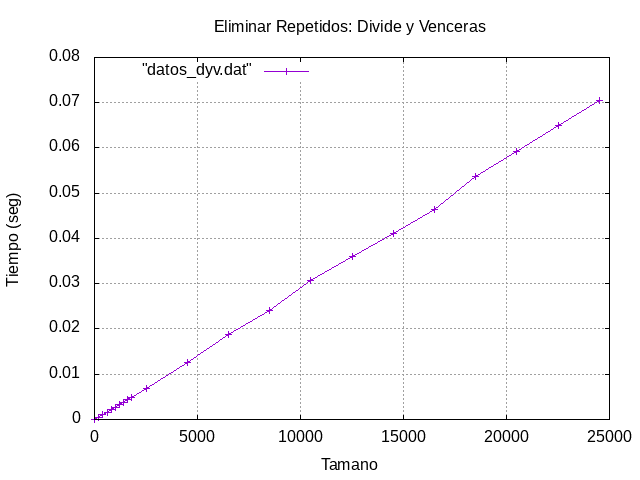 Eliminar Repetidos: Divide y Venceras
"datos_dyv.dat"
0.08
0.07
0.06
0.05
0.04
0.03
0.02
0.01
0
Tiempo (seg)
0 5000 10000 15000 20000 25000
Tamano